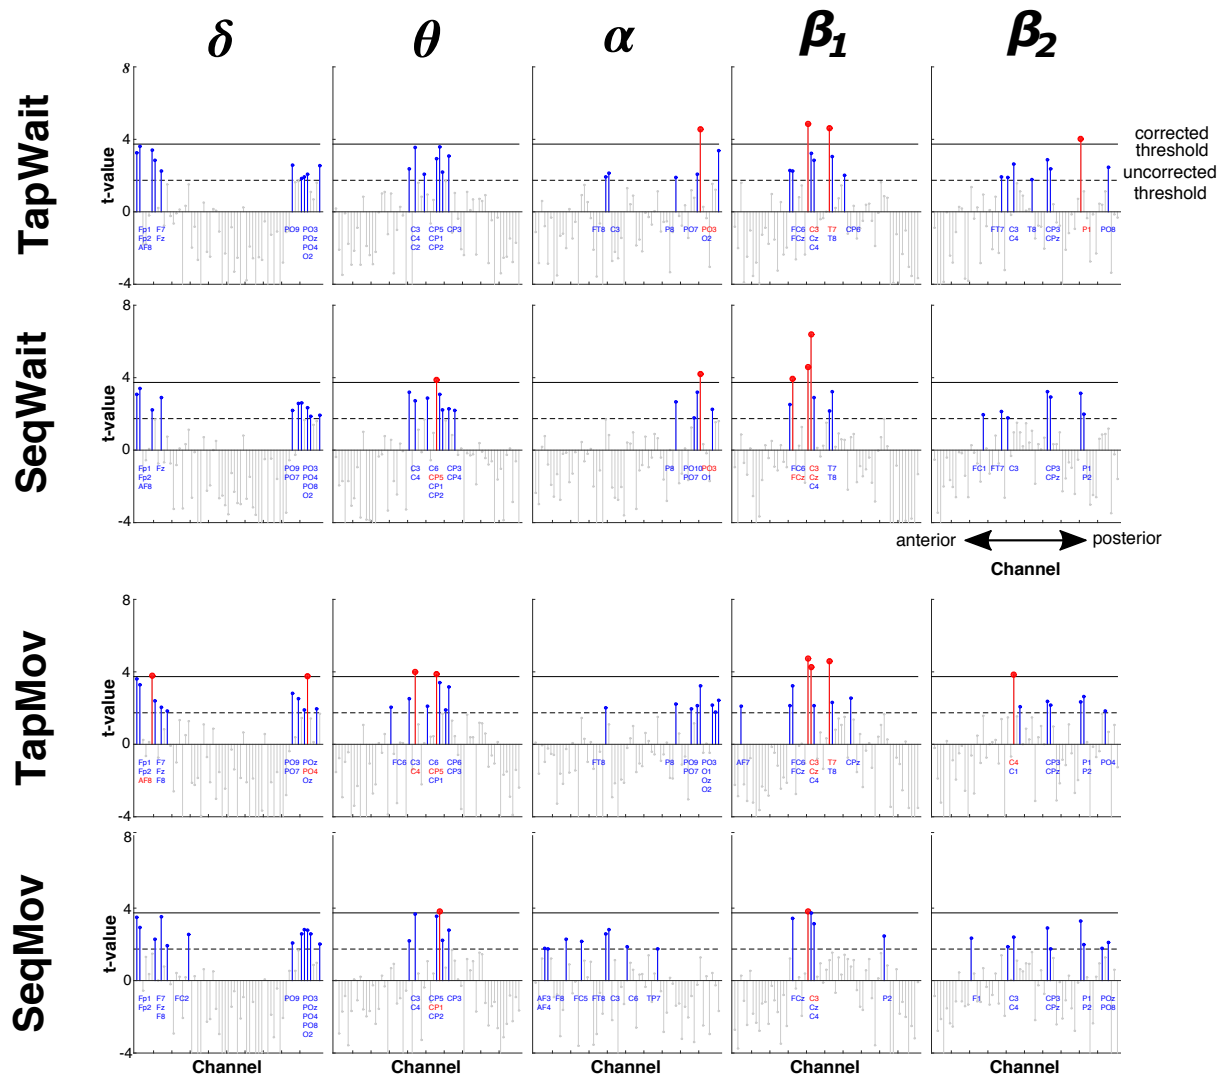 δ θ α β1 β2
TapWait
t-value
8
4
0
-4
corrected
threshold
uncorrected
threshold
Fp1 F7 PO9 PO3
Fp2 Fz POz
AF8 PO4
O2
C3 CP5 CP3
C4 CP1
C2 CP2
FT8 C3 P8 PO7 PO3
O2
FC6 C3 T7 CP6
FCz Cz T8
C4
FT7 C3 T8 CP3 P1 PO8
C4 CPz
SeqWait
t-value
8
4
0
-4
Fp1 Fz PO9 PO3
Fp2 PO7 PO4
AF8 PO8
O2
C3 C6 CP3
C4 CP5 CP4
CP1
CP2
P8 PO10 PO3
PO7 O1
FC6 C3 T7
FCz Cz T8
C4
FC1 FT7 C3 CP3 P1
CPz P2
anterior posterior
Channel
TapMov
t-value
8
4
0
-4
Fp1 F7 PO9 POz
Fp2 Fz PO7 PO4
AF8 F8 Oz
FC6 C3 C6 CP6
C4 CP5 CP3
CP1
FT8 P8 PO9 PO3
PO7 O1
Oz
O2
AF7 FC6 C3 T7 CPz
FCz Cz T8
C4
C4 CP3 P1 PO4
C1 CPz P2
SeqMov
t-value
8
4
0
-4
Fp1 F7 FC2 PO9 PO3
Fp2 Fz POz
F8 PO4
PO8
O2
C3 CP5 CP3
C4 CP1
CP2
AF3 F8 FC5 FT8 C3 C6 TP7
AF4
FCz C3 P2
Cz
C4
F1 C3 CP3 P1 POz
C4 CPz P2 PO8
Channel Channel Channel Channel Channel